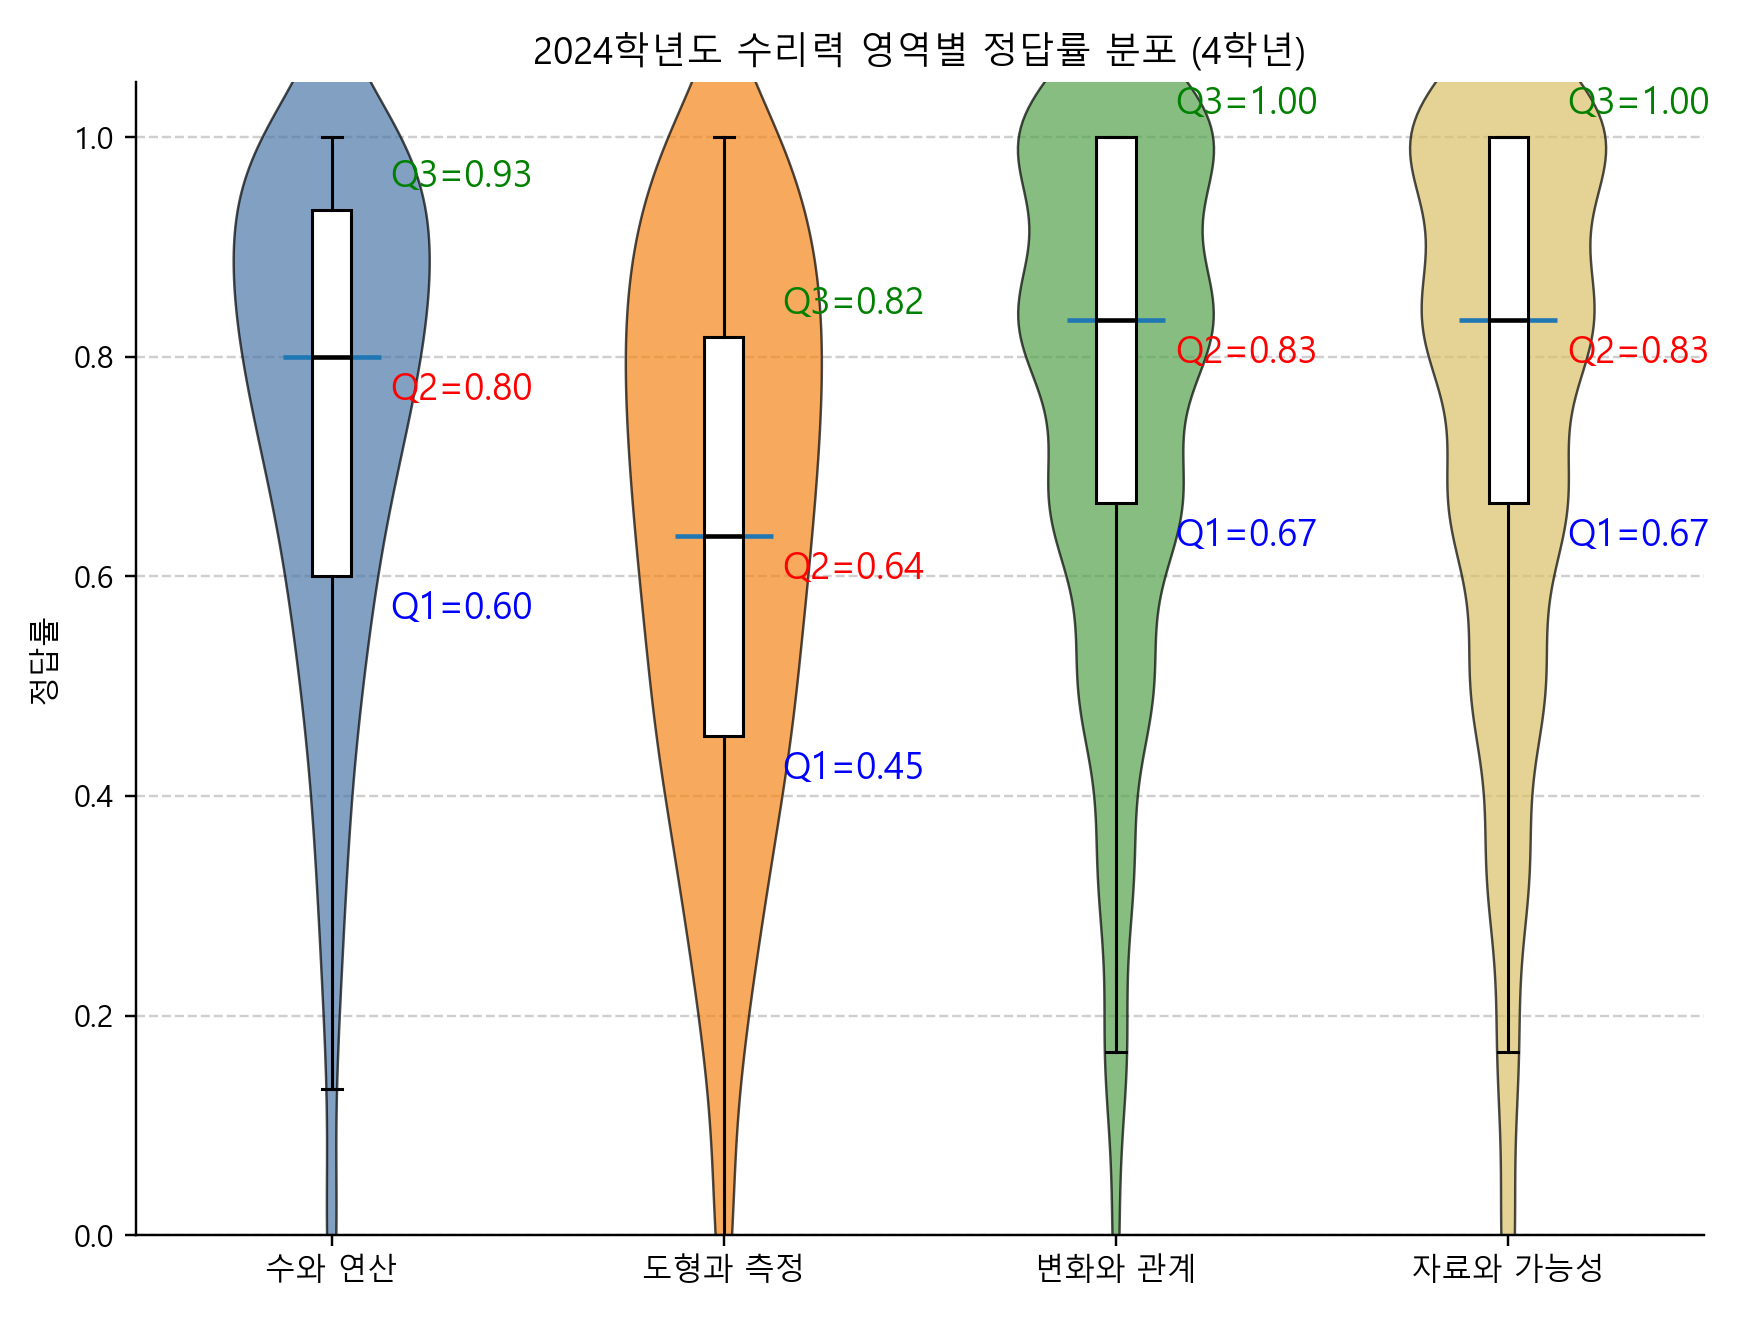 2024학년도 수리력 영역별 정답률 분포 (4학년)
정답률
1.0
0.8
0.6
0.4
0.2
0.0
Q3=0.93
Q2=0.80
Q1=0.60
Q3=0.82
Q2=0.64
Q1=0.45
Q3=1.00
Q2=0.83
Q1=0.67
Q3=1.00
Q2=0.83
Q1=0.67
수와 연산
도형과 측정
변화와 관계
자료와 가능성